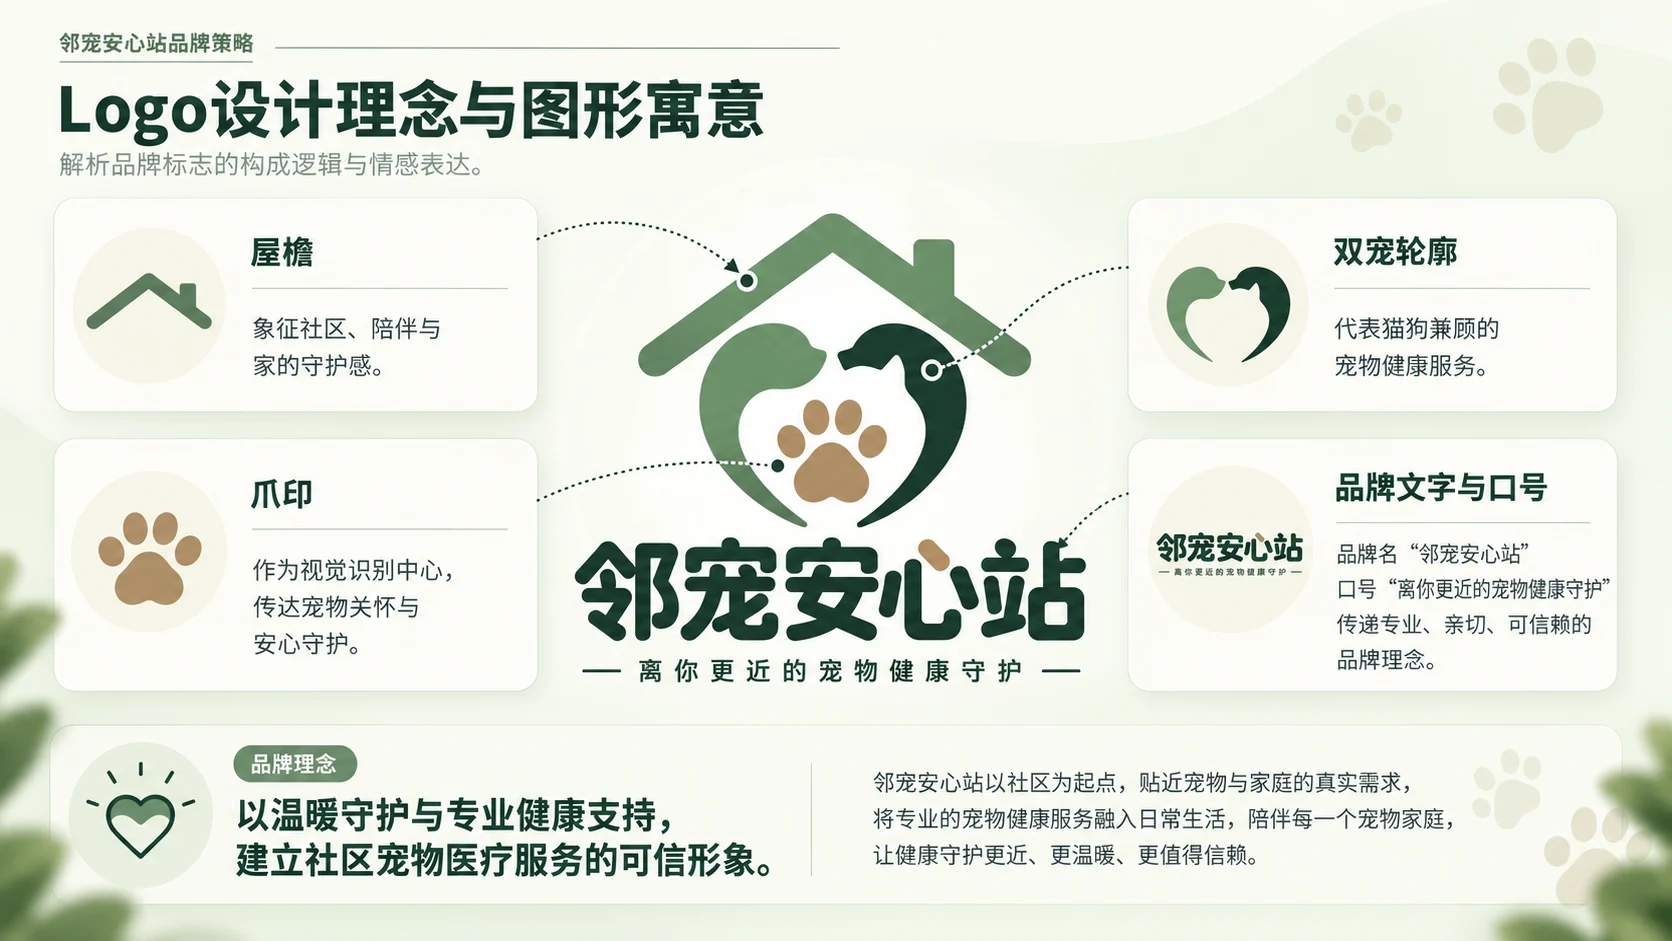 邻宠安心站品牌策略
Logo设计理念与图形寓意
解析品牌标志的构成逻辑与情感表达。
屋檐
象征社区、陪伴与
家的守护感。
爪印
作为视觉识别中心，
传达宠物关怀与
安心守护。
邻宠安心站
离你更近的宠物健康守护
双宠轮廓
代表猫狗兼顾的
宠物健康服务。
邻宠安心站
离你更近的宠物健康守护
品牌文字与口号
品牌名“邻宠安心站”
口号“离你更近的宠物健康守护”
传递专业、亲切、可信赖的
品牌理念。
品牌理念
以温暖守护与专业健康支持，
建立社区宠物医疗服务的可信形象。
邻宠安心站以社区为起点，贴近宠物与家庭的真实需求，
将专业的宠物健康服务融入日常生活，陪伴每一个宠物家庭，
让健康守护更近、更温暖、更值得信赖。